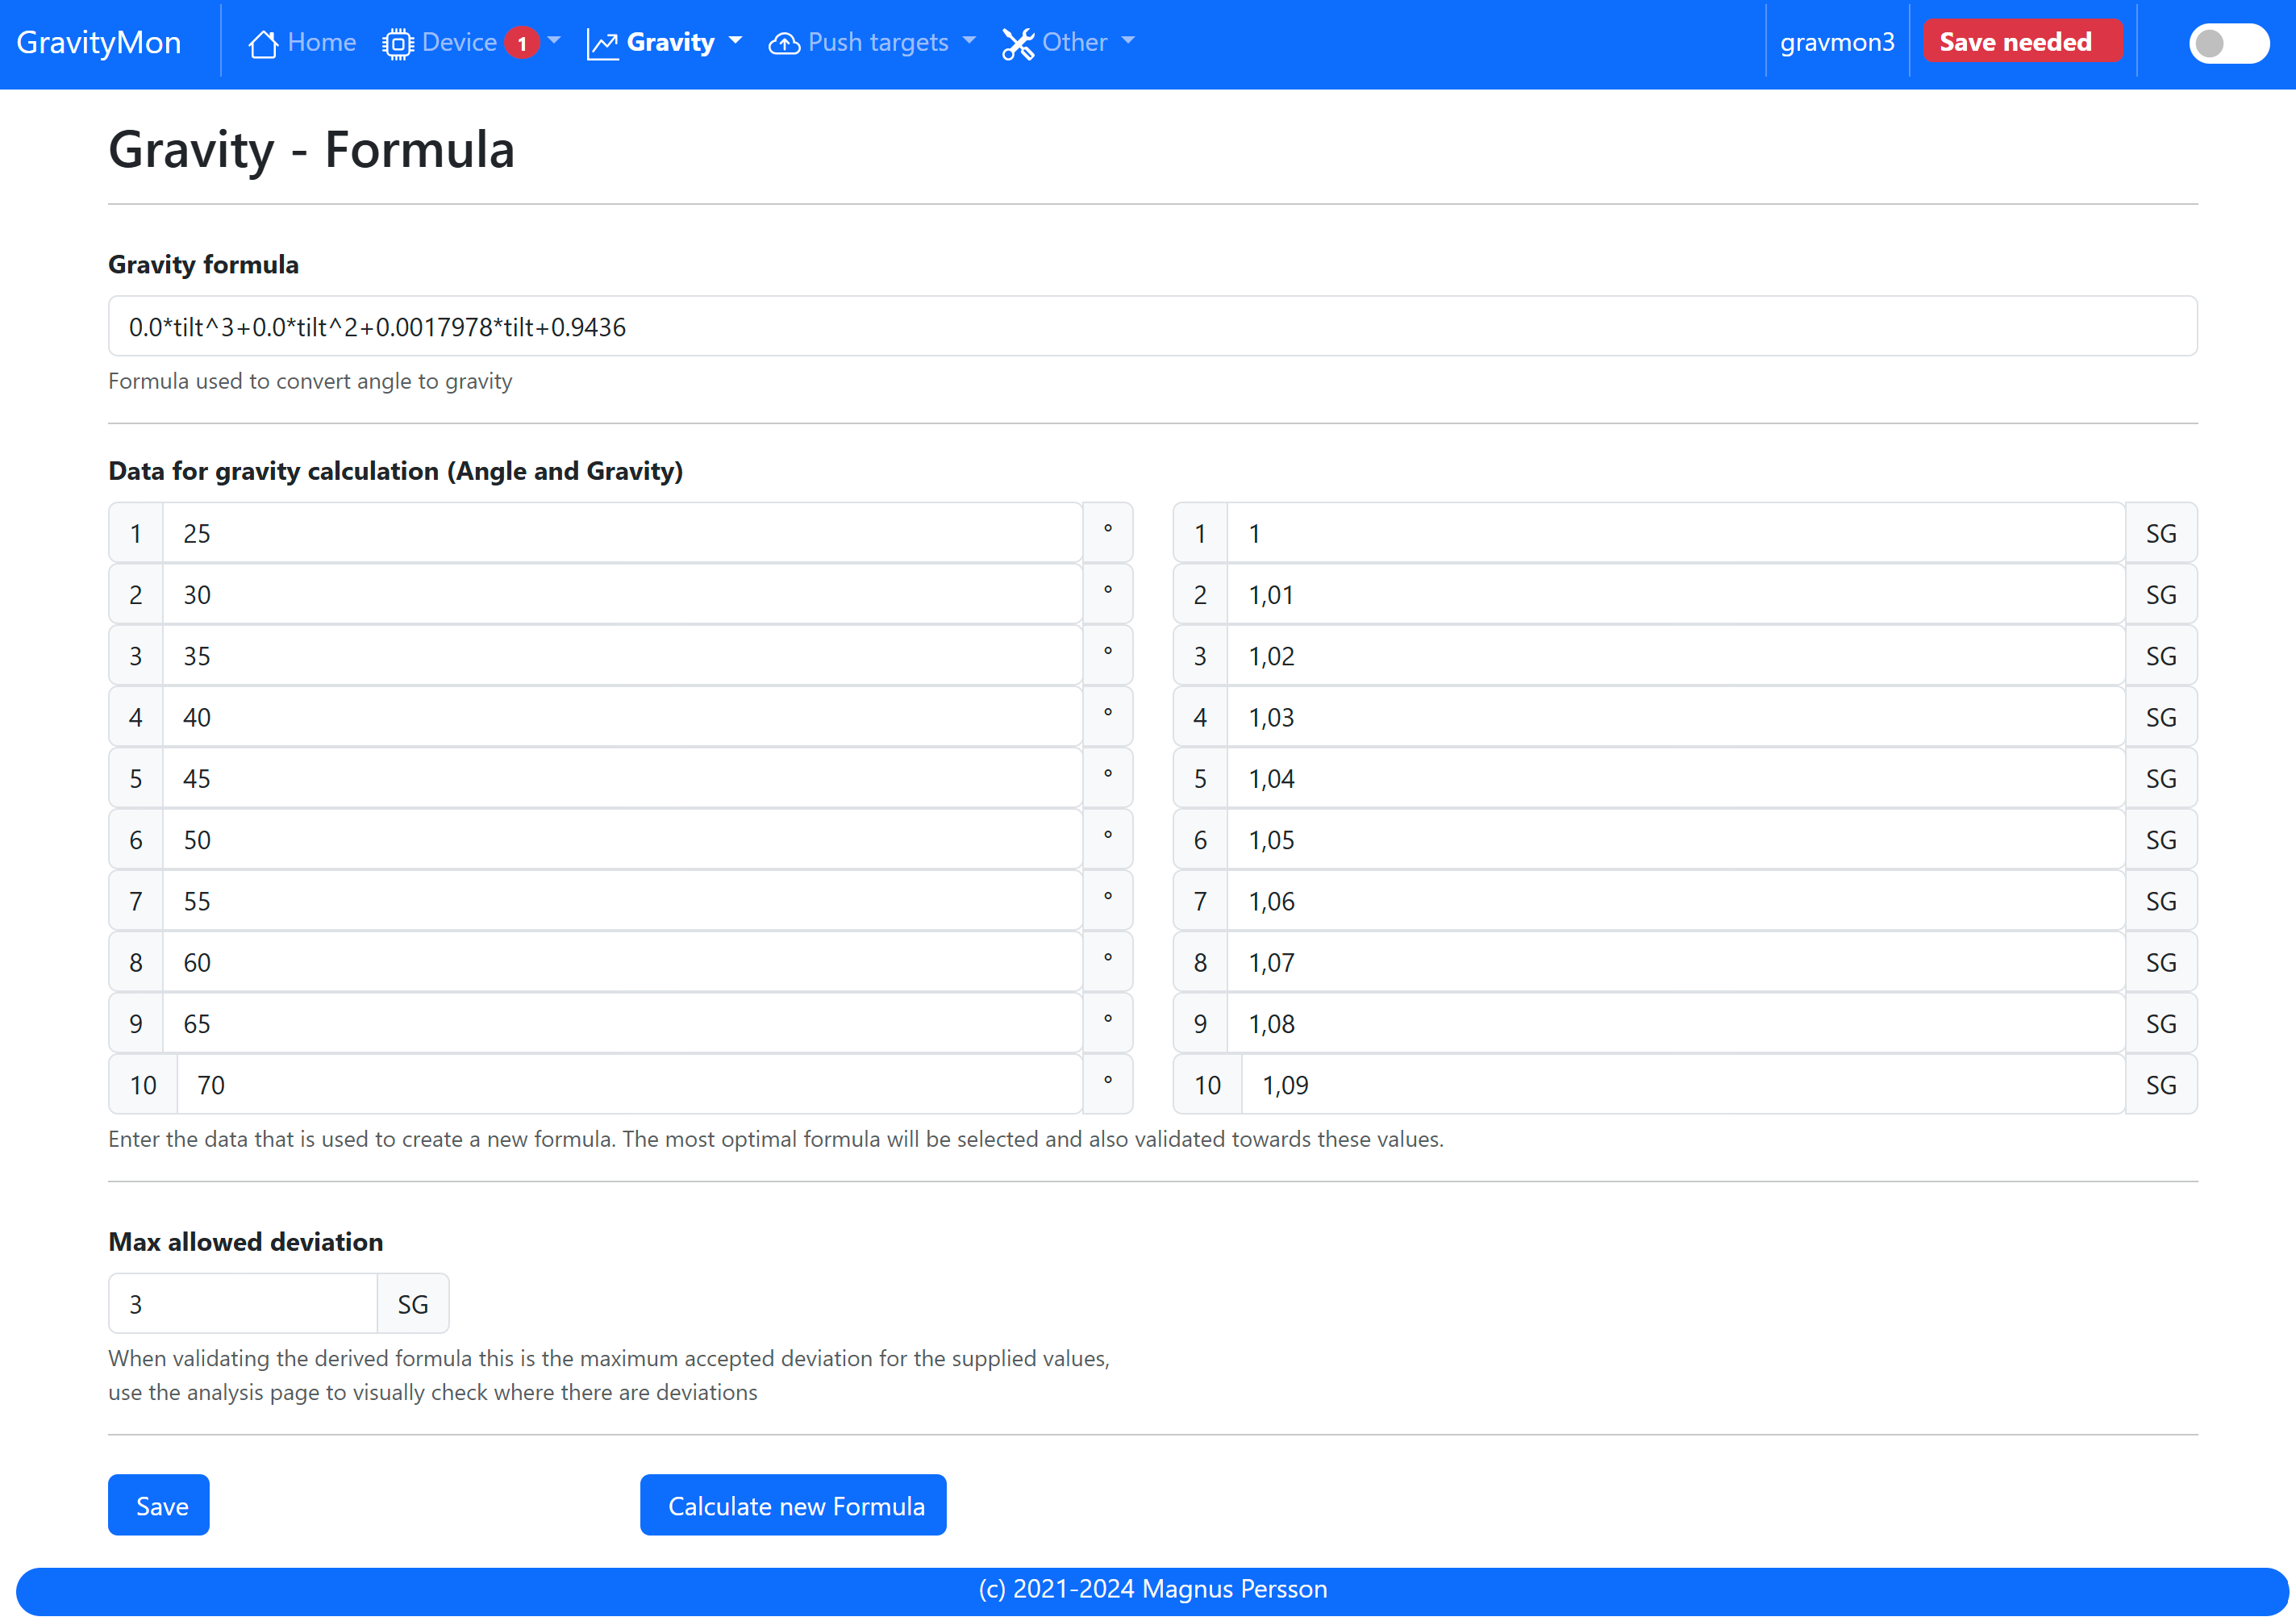 GravityMon Home Device 1 Gravity Push targets Other gravmon3 Save needed
Gravity - Formula
Gravity formula
0.0*tilt^3+0.0*tilt^2+0.0017978*tilt+0.9436
Formula used to convert angle to gravity
Data for gravity calculation (Angle and Gravity)
1 25 ° 1 1 SG
2 30 ° 2 1,01 SG
3 35 ° 3 1,02 SG
4 40 ° 4 1,03 SG
5 45 ° 5 1,04 SG
6 50 ° 6 1,05 SG
7 55 ° 7 1,06 SG
8 60 ° 8 1,07 SG
9 65 ° 9 1,08 SG
10 70 ° 10 1,09 SG
Enter the data that is used to create a new formula. The most optimal formula will be selected and also validated towards these values.
Max allowed deviation
3 SG
When validating the derived formula this is the maximum accepted deviation for the supplied values,
use the analysis page to visually check where there are deviations
Save Calculate new Formula
(c) 2021-2024 Magnus Persson